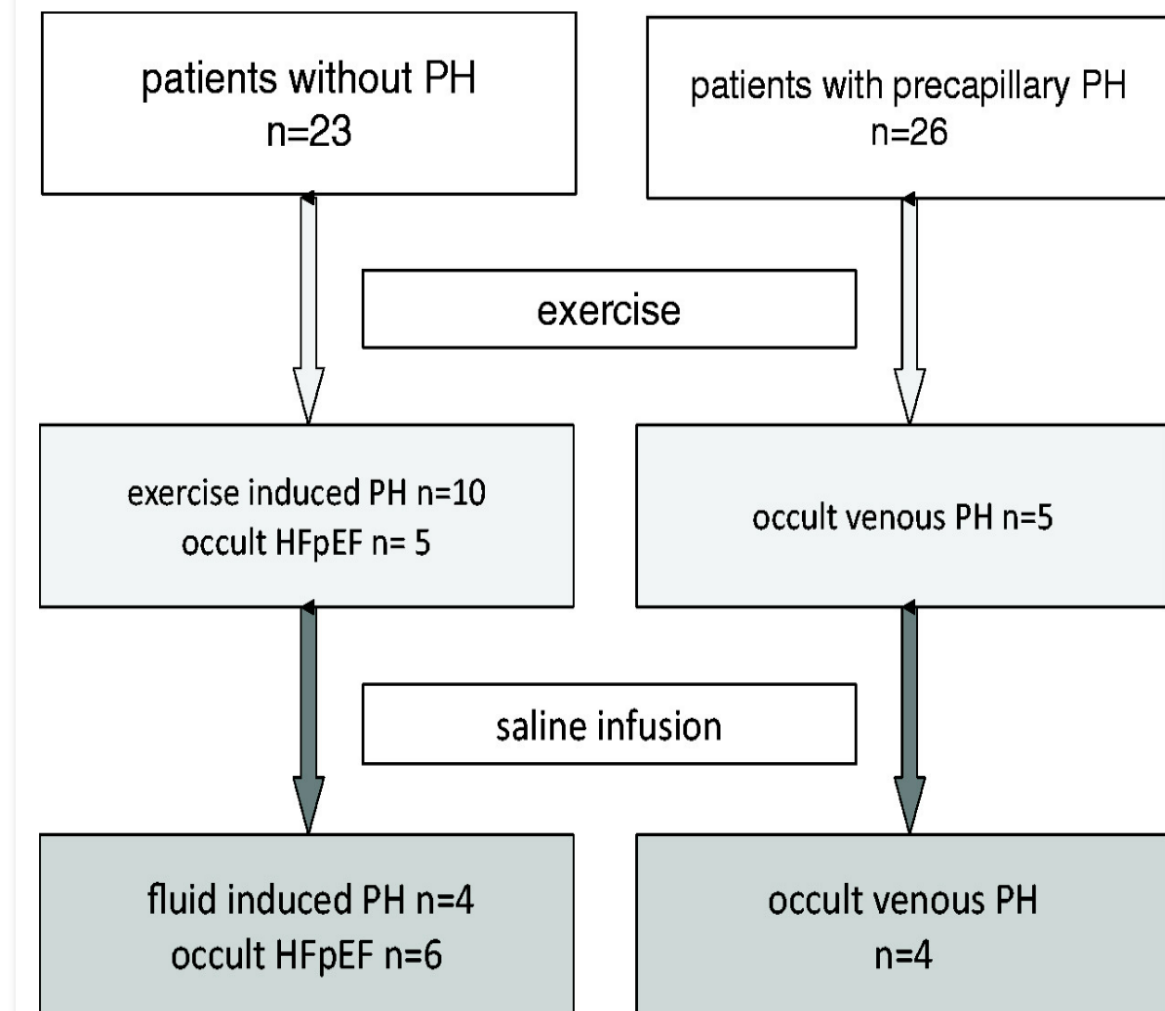 patients without PH
n=23
patients with precapillary PH
n=26
exercise
exercise induced PH n=10
occult HFpEF n= 5
occult venous PH n=5
saline infusion
fluid induced PH n=4
occult HFpEF n=6
occult venous PH
n=4